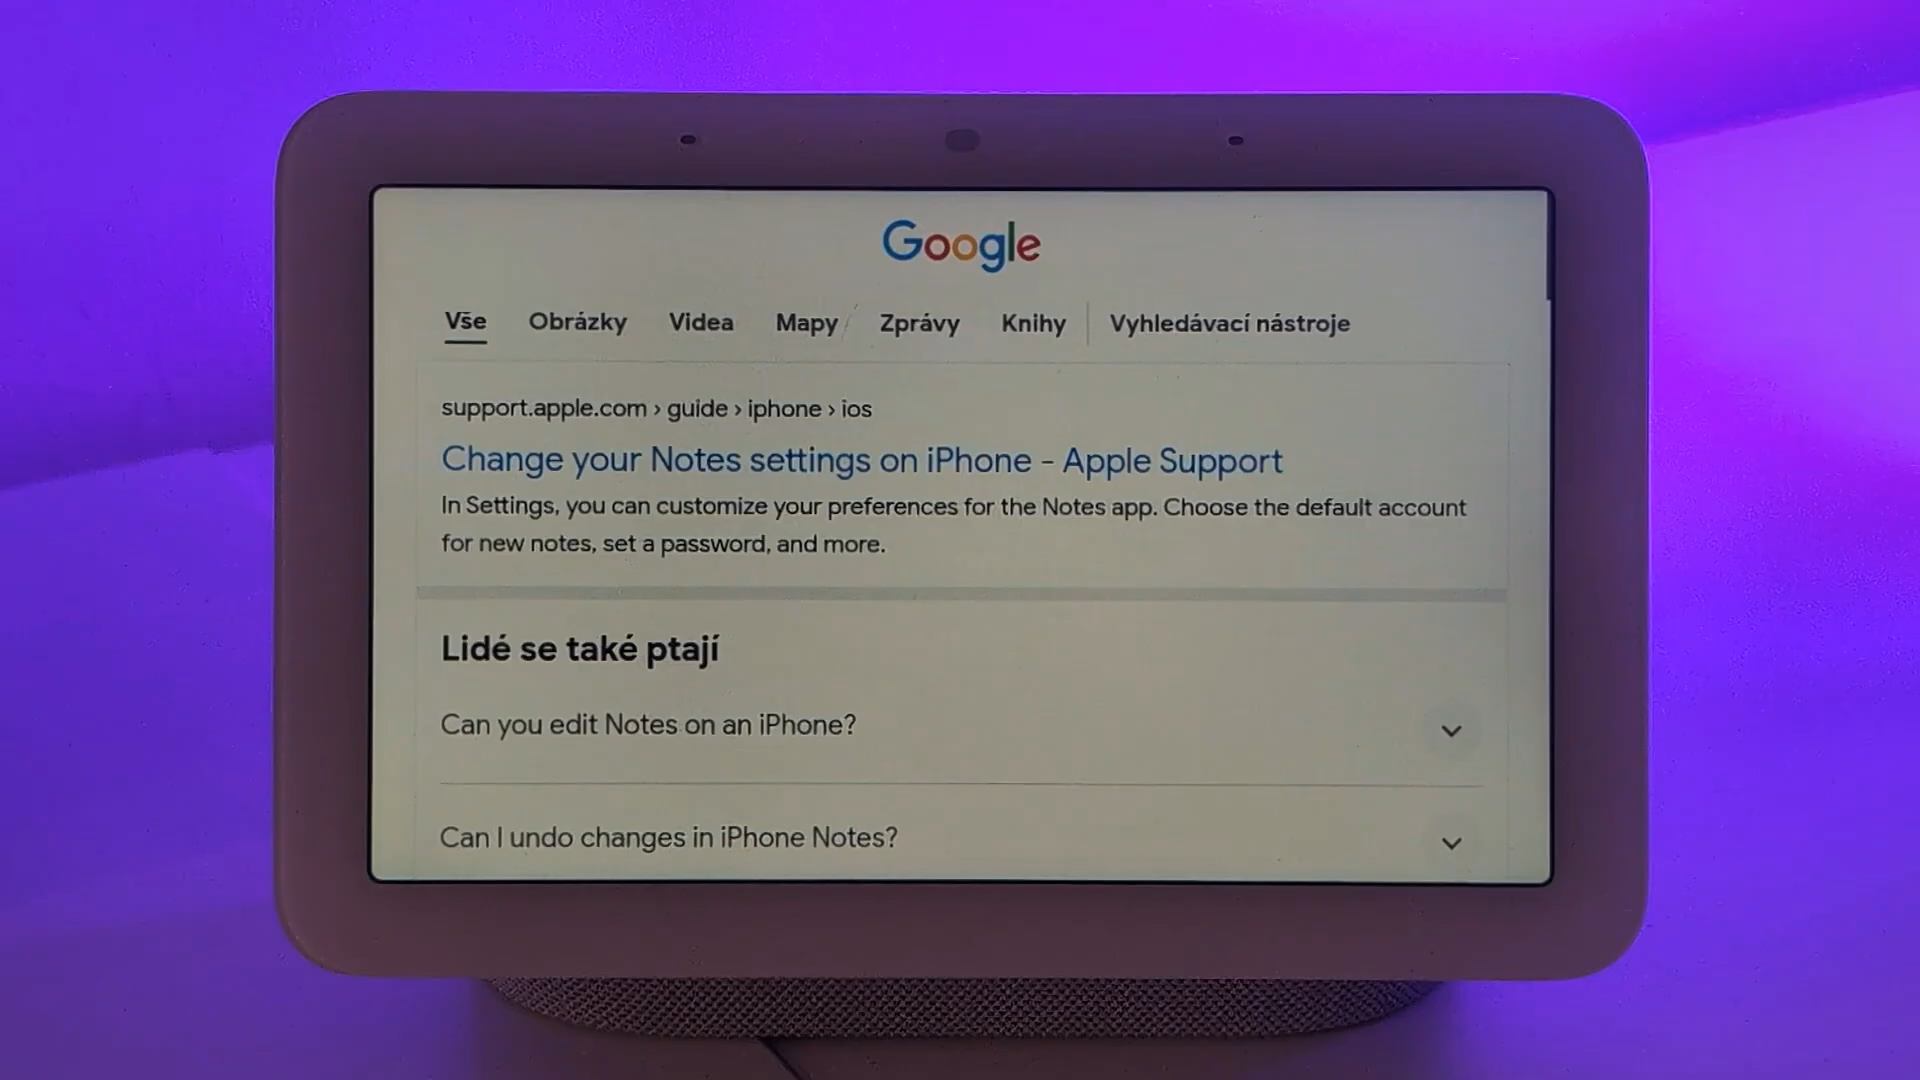 Google
Vše Obrázky Videa Mapy Zprávy Knihy Vyhledávací nástroje
support.apple.com › guide › iphone › ios
Change your Notes settings on iPhone - Apple Support
In Settings, you can customize your preferences for the Notes app. Choose the default account
for new notes, set a password, and more.
Lidé se také ptají
Can you edit Notes on an iPhone?
Can I undo changes in iPhone Notes?